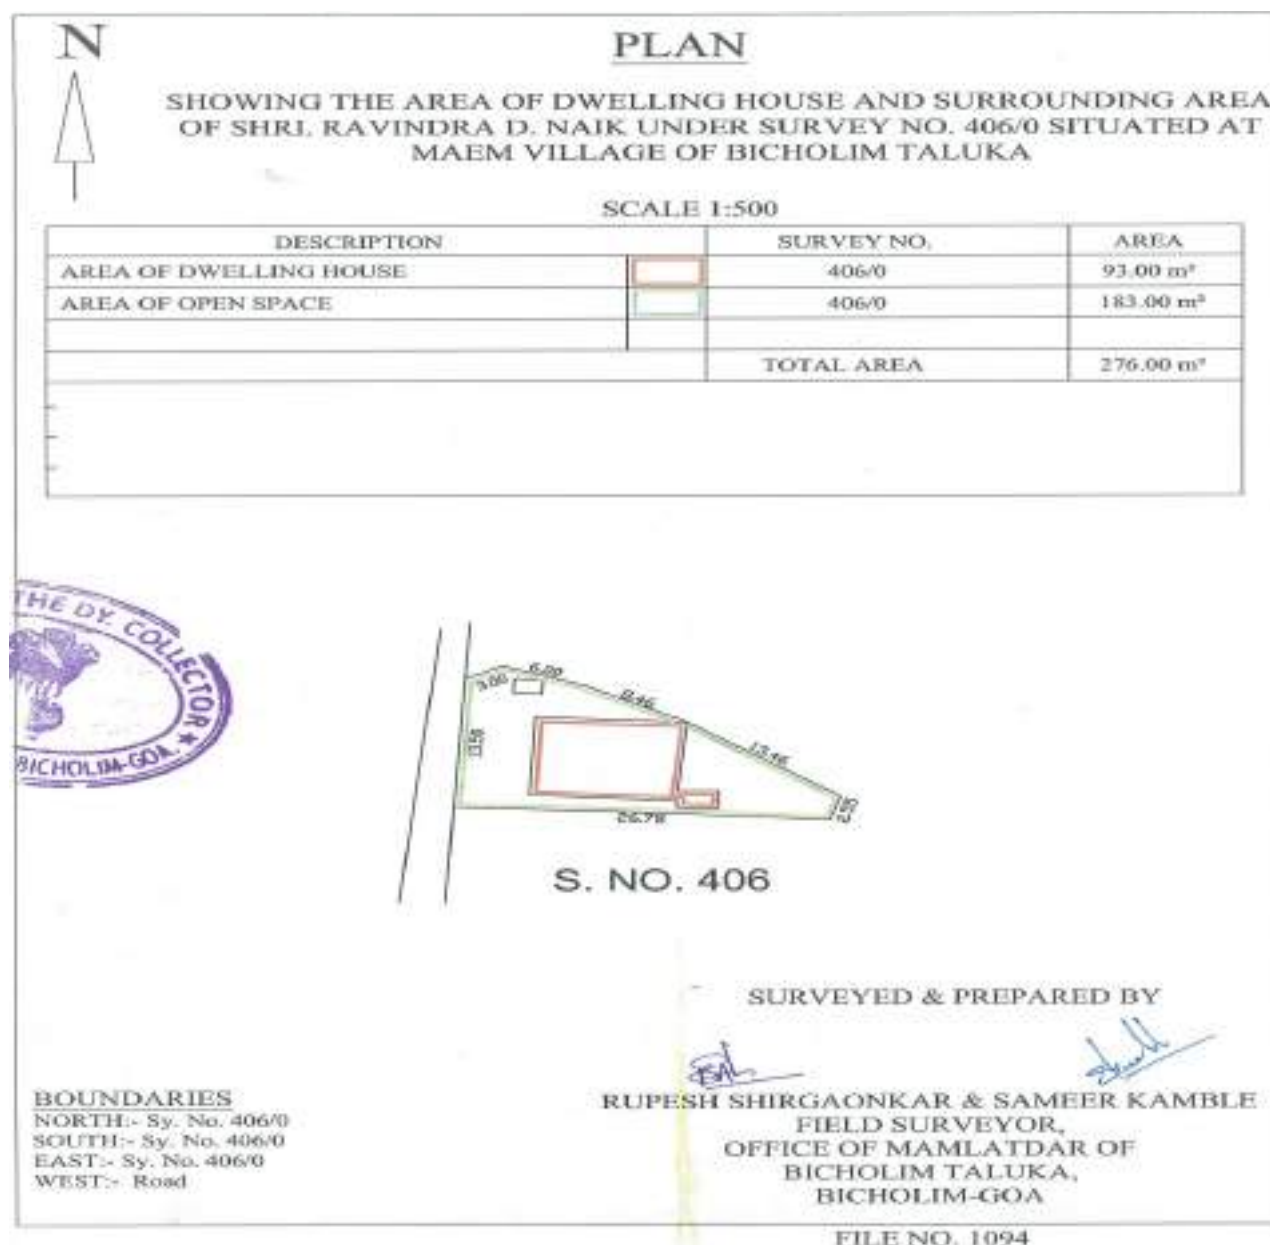 N
PLAN
SHOWING THE AREA OF DWELLING HOUSE AND SURROUNDING AREA
OF SHRI. RAVINDRA D. NAIK UNDER SURVEY NO. 406/0 SITUATED AT
MAEM VILLAGE OF BICHOLIM TALUKA
SCALE 1:500
DESCRIPTION SURVEY NO. AREA
AREA OF DWELLING HOUSE 406/0 93.00 m²
AREA OF OPEN SPACE 406/0 183.00 m²
TOTAL AREA 276.00 m²
THE DY. COLLECTOR ★
BICHOLIM-GOA.
3.00
6.00
13.46
26.78
S. NO. 406
SURVEYED & PREPARED BY
RUPESH SHIRGAONKAR & SAMEER KAMBLE
FIELD SURVEYOR,
OFFICE OF MAMLATDAR OF
BICHOLIM TALUKA,
BICHOLIM-GOA
BOUNDARIES
NORTH:- Sy. No. 406/0
SOUTH:- Sy. No. 406/0
EAST:- Sy. No. 406/0
WEST:- Road
FILE NO. 1094